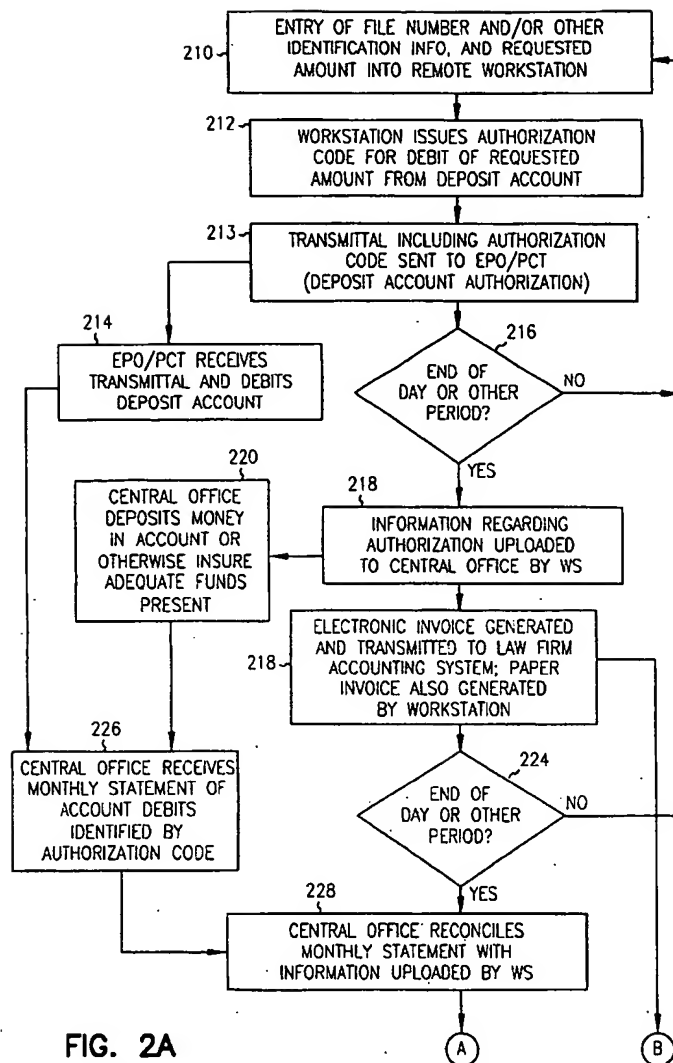 ENTRY OF FILE NUMBER AND/OR OTHER
IDENTIFICATION INFO, AND REQUESTED
AMOUNT INTO REMOTE WORKSTATION
210
212
WORKSTATION ISSUES AUTHORIZATION
CODE FOR DEBIT OF REQUESTED
AMOUNT FROM DEPOSIT ACCOUNT
213
TRANSMITTAL INCLUDING AUTHORIZATION
CODE SENT TO EPO/PCT
(DEPOSIT ACCOUNT AUTHORIZATION)
214
EPO/PCT RECEIVES
TRANSMITTAL AND DEBITS
DEPOSIT ACCOUNT
216
END OF
DAY OR OTHER
PERIOD?
NO
YES
220
CENTRAL OFFICE
DEPOSITS MONEY
IN ACCOUNT OR
OTHERWISE INSURE
ADEQUATE FUNDS
PRESENT
218
INFORMATION REGARDING
AUTHORIZATION UPLOADED
TO CENTRAL OFFICE BY WS
ELECTRONIC INVOICE GENERATED
AND TRANSMITTED TO LAW FIRM
ACCOUNTING SYSTEM; PAPER
INVOICE ALSO GENERATED
BY WORKSTATION
218
226
CENTRAL OFFICE RECEIVES
MONTHLY STATEMENT OF
ACCOUNT DEBITS
IDENTIFIED BY
AUTHORIZATION CODE
224
END OF
DAY OR OTHER
PERIOD?
NO
YES
228
CENTRAL OFFICE RECONCILES
MONTHLY STATEMENT WITH
INFORMATION UPLOADED BY WS
FIG. 2A
A
B